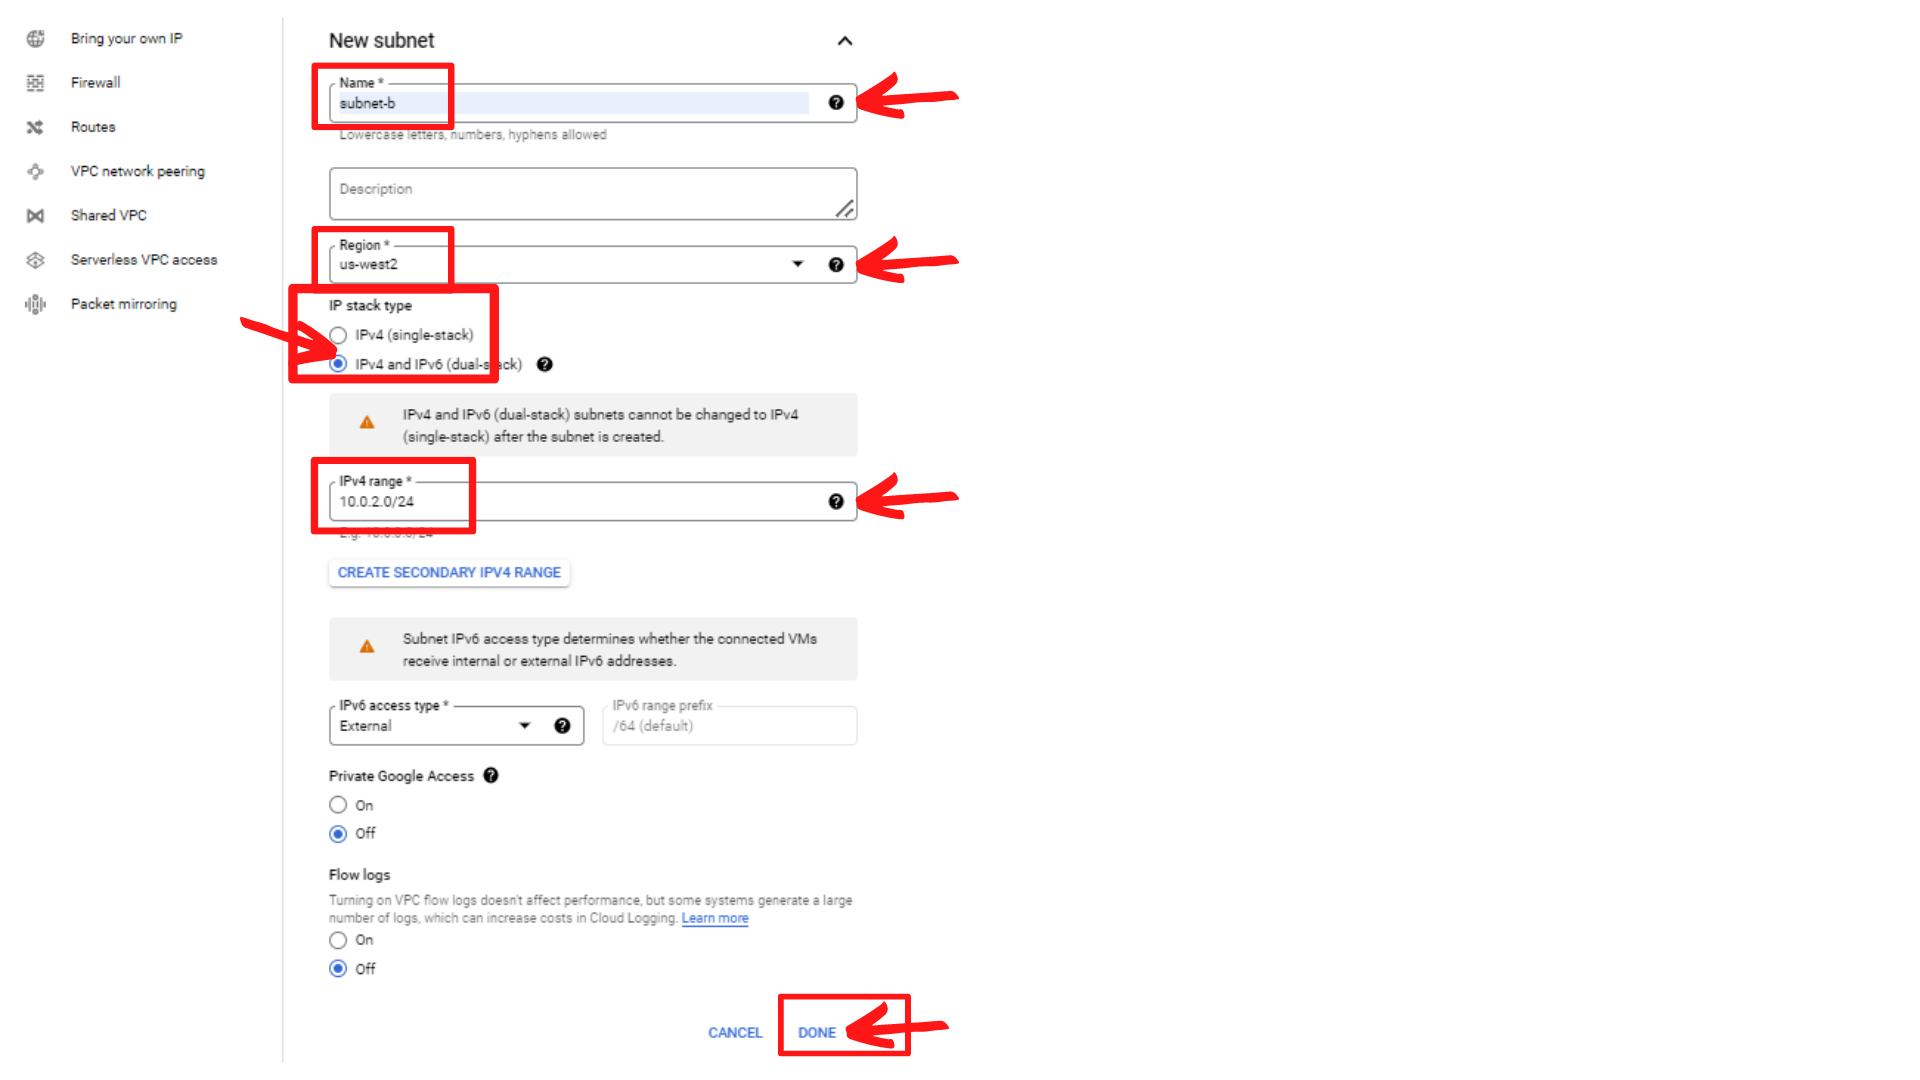 Bring your own IP
Firewall
Routes
VPC network peering
Shared VPC
Serverless VPC access
Packet mirroring
New subnet
Name *
subnet-b
Lowercase letters, numbers, hyphens allowed
Description
Region *
us-west2
IP stack type
IPv4 (single-stack)
IPv4 and IPv6 (dual-stack)
IPv4 and IPv6 (dual-stack) subnets cannot be changed to IPv4
(single-stack) after the subnet is created.
IPv4 range *
10.0.2.0/24
E.g. 10.0.0.0/24
CREATE SECONDARY IPV4 RANGE
Subnet IPv6 access type determines whether the connected VMs
receive internal or external IPv6 addresses.
IPv6 access type *
External
IPv6 range prefix
/64 (default)
Private Google Access
On
Off
Flow logs
Turning on VPC flow logs doesn't affect performance, but some systems generate a large
number of logs, which can increase costs in Cloud Logging. Learn more
On
Off
CANCEL
DONE